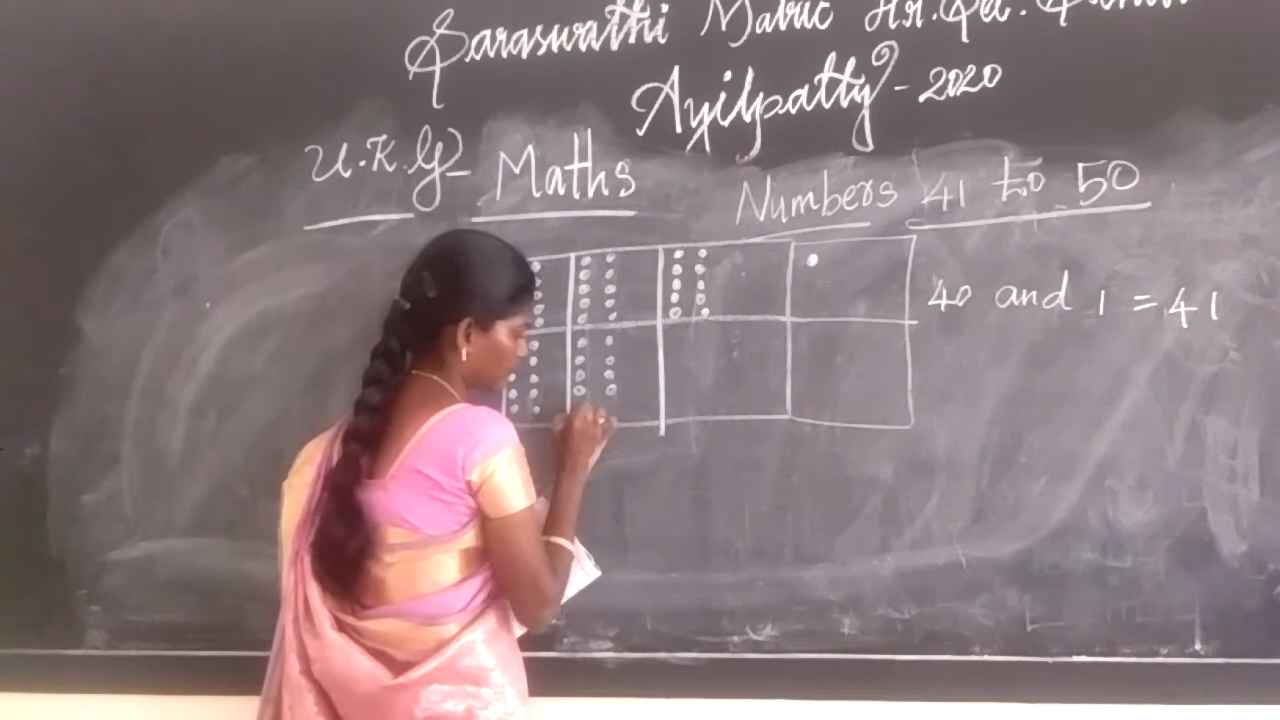 Saraswathi Matric Hr. Sec.
Ayilpatty - 2020
U.K.G - Maths Numbers 41 to 50
40 and 1 = 41